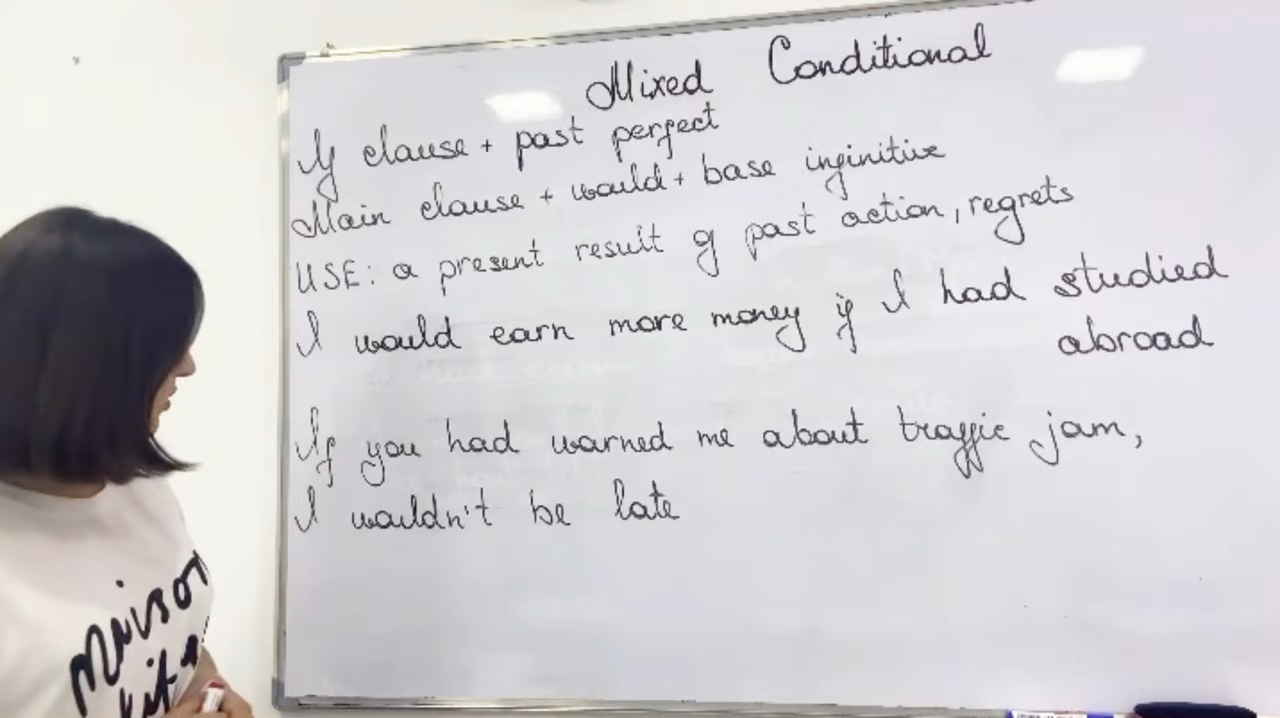 Mixed Conditional
If clause + past perfect
Main clause + would + base infinitive
USE: a present result of past action, regrets
I would earn more money if I had studied
abroad
If you had warned me about traffic jam,
I wouldn't be late
maison